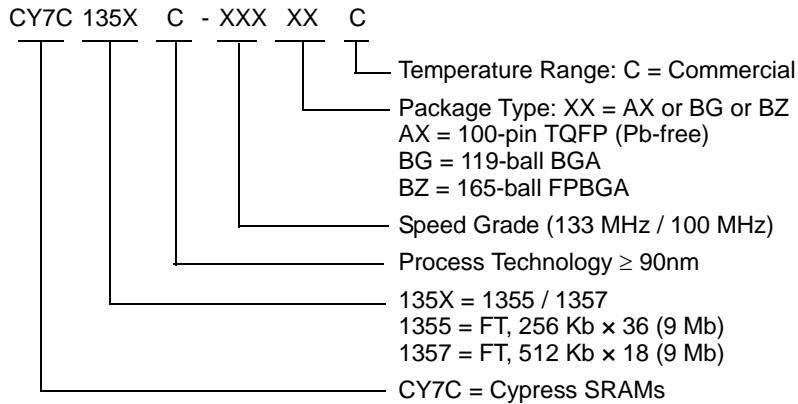 CY7C 135X C - XXX XX C
Temperature Range: C = Commercial
Package Type: XX = AX or BG or BZ
AX = 100-pin TQFP (Pb-free)
BG = 119-ball BGA
BZ = 165-ball FPBGA
Speed Grade (133 MHz / 100 MHz)
Process Technology ≥ 90nm
135X = 1355 / 1357
1355 = FT, 256 Kb × 36 (9 Mb)
1357 = FT, 512 Kb × 18 (9 Mb)
CY7C = Cypress SRAMs